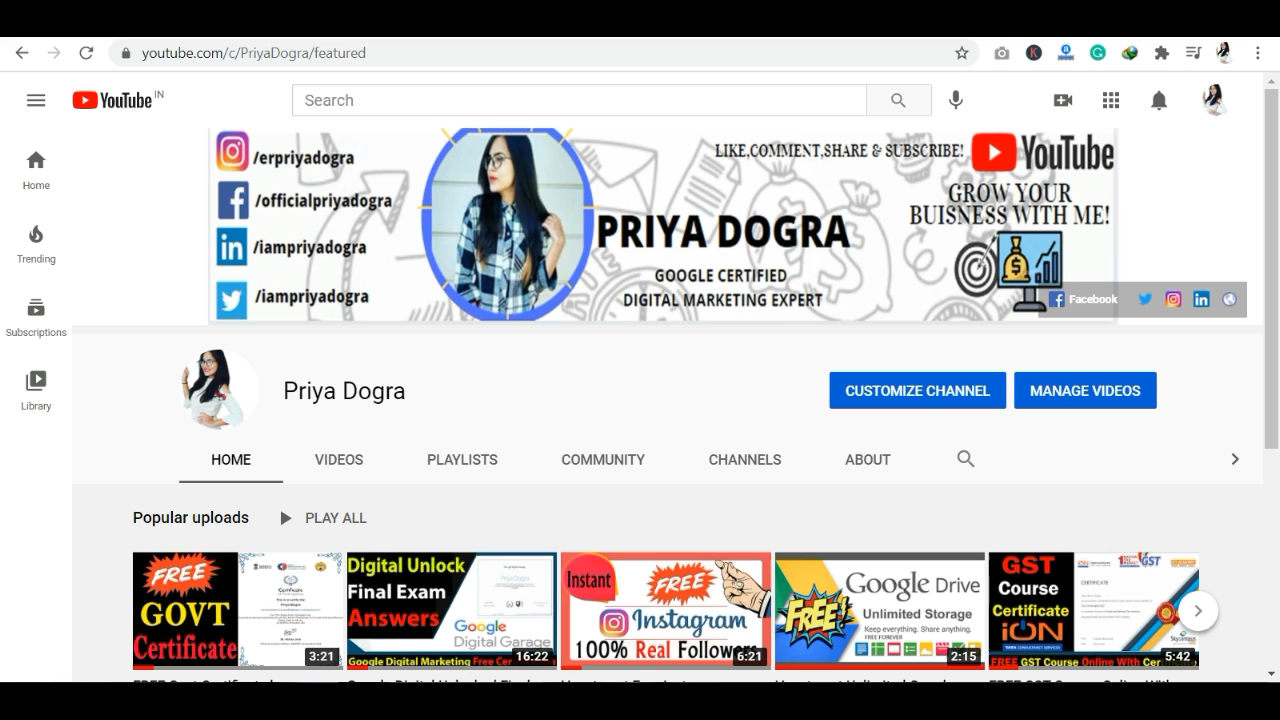 youtube.com/c/PriyaDogra/featured
YouTube IN
Search
Home
Trending
Subscriptions
Library
/erpriyadogra
/officialpriyadogra
/iampriyadogra
/iampriyadogra
PRIYA DOGRA
GOOGLE CERTIFIED
DIGITAL MARKETING EXPERT
LIKE,COMMENT,SHARE & SUBSCRIBE!
YouTube
GROW YOUR
BUISNESS WITH ME!
Facebook
Priya Dogra
CUSTOMIZE CHANNEL
MANAGE VIDEOS
HOME
VIDEOS
PLAYLISTS
COMMUNITY
CHANNELS
ABOUT
Popular uploads
PLAY ALL
FREE
GOVT
Certificate
Certificate
3:21
Digital Unlock
Final Exam
Answers
Priya Dogra
Google
Digital Garage
Google Digital Marketing Free Cer
16:22
Instant
FREE
Instagram
100% Real Followers
6:21
FREE!
Google Drive
Unlimited Storage
Keep everything. Share anything.
FREE FOREVER
2:15
GST
Course
Certificate
iON
GST
CERTIFICATE
FREE GST Course Online With Cer
5:42